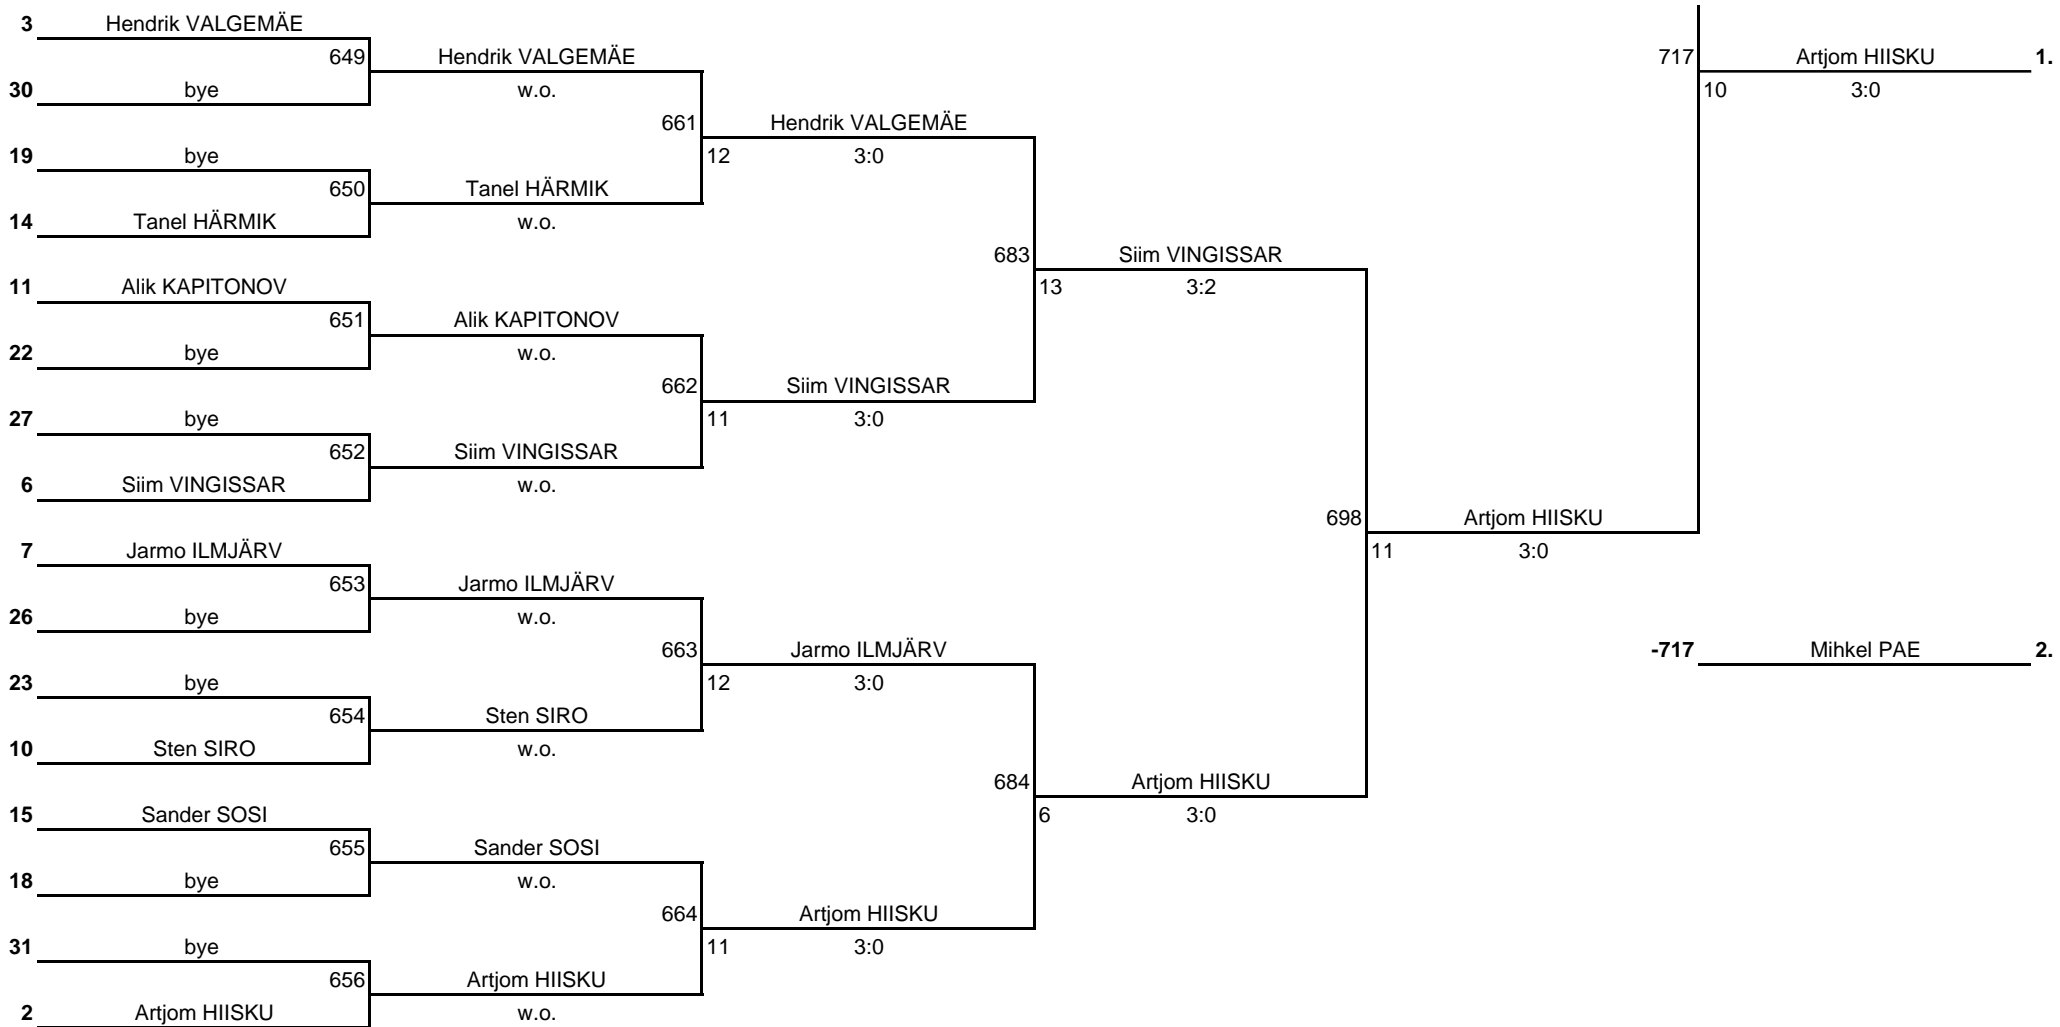 3 Hendrik VALGEMÄE
649 Hendrik VALGEMÄE 717 Artjom HIISKU 1.
30 bye w.o. 10 3:0
661 Hendrik VALGEMÄE
19 bye 12 3:0
650 Tanel HÄRMIK
14 Tanel HÄRMIK w.o.
683 Siim VINGISSAR
11 Alik KAPITONOV 13 3:2
651 Alik KAPITONOV
22 bye w.o.
662 Siim VINGISSAR
27 bye 11 3:0
652 Siim VINGISSAR
6 Siim VINGISSAR w.o.
698 Artjom HIISKU
7 Jarmo ILMJÄRV 11 3:0
653 Jarmo ILMJÄRV
26 bye w.o.
663 Jarmo ILMJÄRV -717 Mihkel PAE 2.
23 bye 12 3:0
654 Sten SIRO
10 Sten SIRO w.o.
684 Artjom HIISKU
15 Sander SOSI 6 3:0
655 Sander SOSI
18 bye w.o.
664 Artjom HIISKU
31 bye 11 3:0
656 Artjom HIISKU
2 Artjom HIISKU w.o.